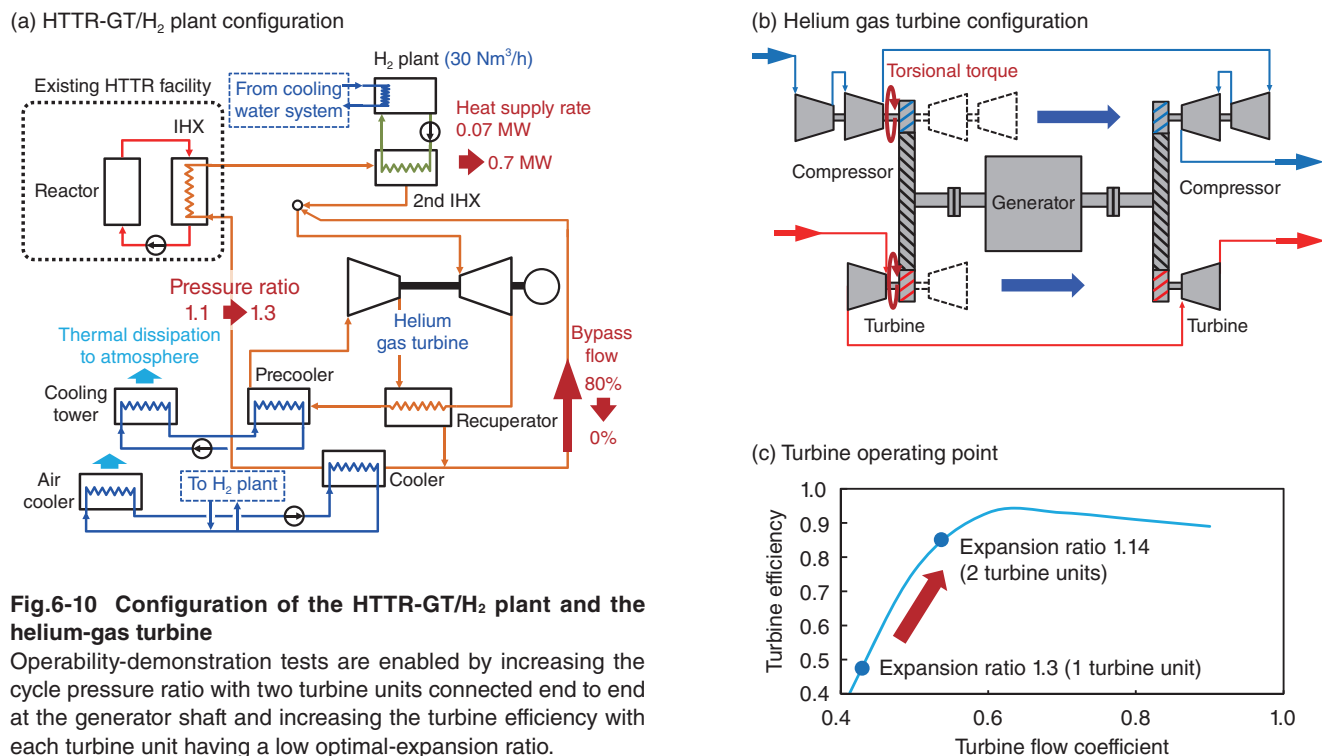 (a) HTTR-GT/H₂ plant configuration
H₂ plant (30 Nm³/h)
From cooling
water system
Existing HTTR facility
Heat supply rate
0.07 MW
0.7 MW
IHX
Reactor
2nd IHX
Pressure ratio
1.1
1.3
Thermal dissipation
to atmosphere
Helium
gas turbine
Bypass
flow
80%
0%
Precooler
Cooling
tower
Recuperator
Cooler
Air
cooler
To H₂ plant
(b) Helium gas turbine configuration
Torsional torque
Compressor
Compressor
Generator
Turbine
Turbine
(c) Turbine operating point
Turbine efficiency
1.0
0.9
0.8
0.7
0.6
0.5
0.4
Expansion ratio 1.14
(2 turbine units)
Expansion ratio 1.3 (1 turbine unit)
0.4
0.6
0.8
1.0
Turbine flow coefficient
Fig.6-10 Configuration of the HTTR-GT/H₂ plant and the
helium-gas turbine
Operability-demonstration tests are enabled by increasing the
cycle pressure ratio with two turbine units connected end to end
at the generator shaft and increasing the turbine efficiency with
each turbine unit having a low optimal-expansion ratio.